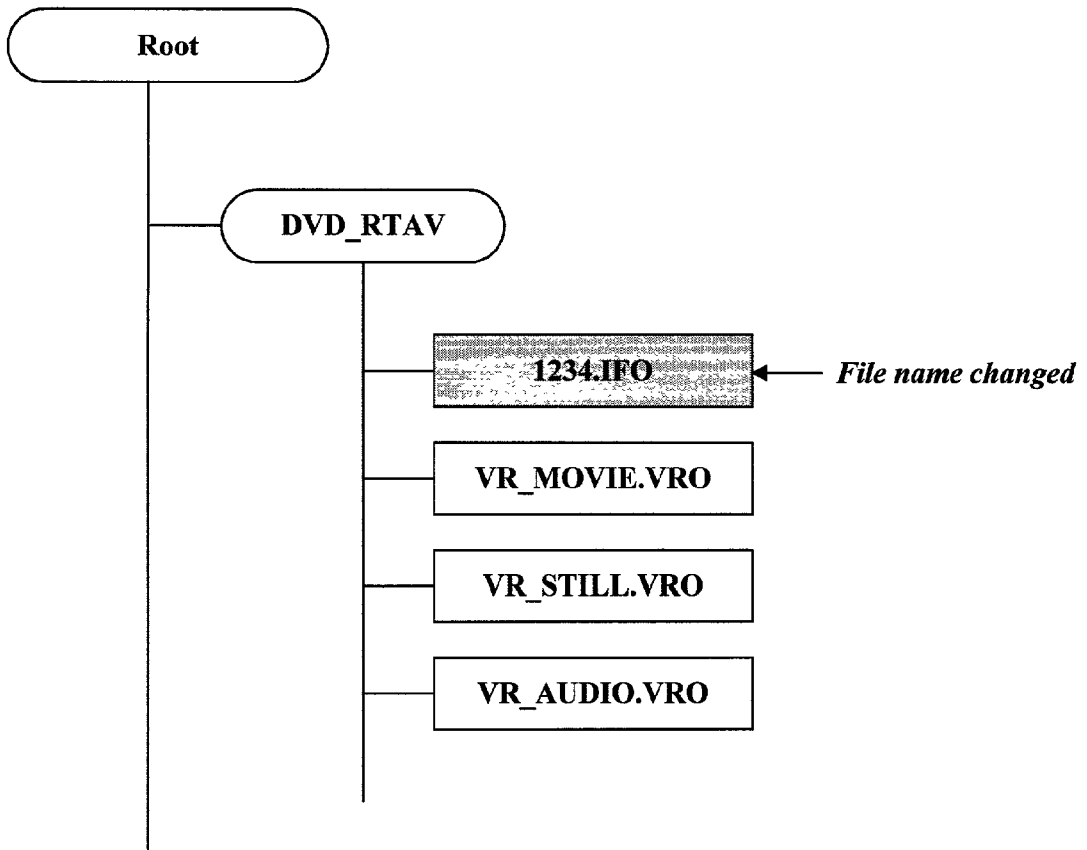 Root
DVD_RTAV
1234.IFO
File name changed
VR_MOVIE.VRO
VR_STILL.VRO
VR_AUDIO.VRO